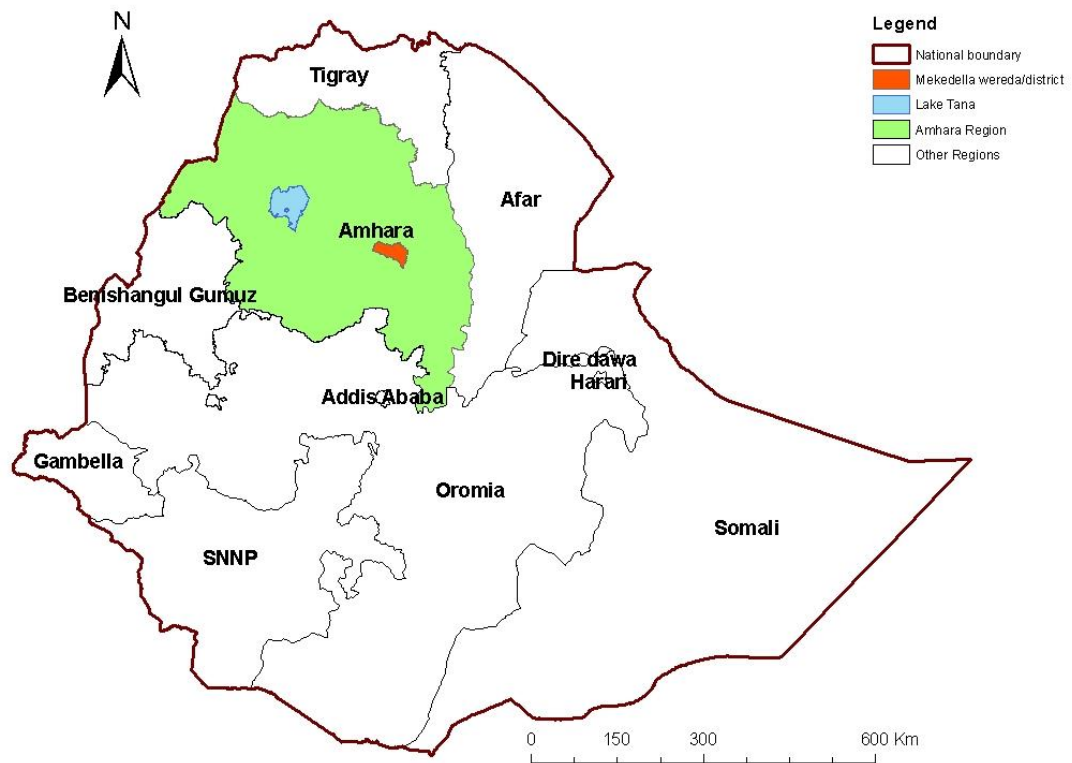 N
Legend
National boundary
Mekedella wereda/district
Lake Tana
Amhara Region
Other Regions
Tigray
Afar
Amhara
Benishangul Gumuz
Dire dawa
Harari
Addis Ababa
Gambella
Oromia
Somali
SNNP
0 150 300 600 Km